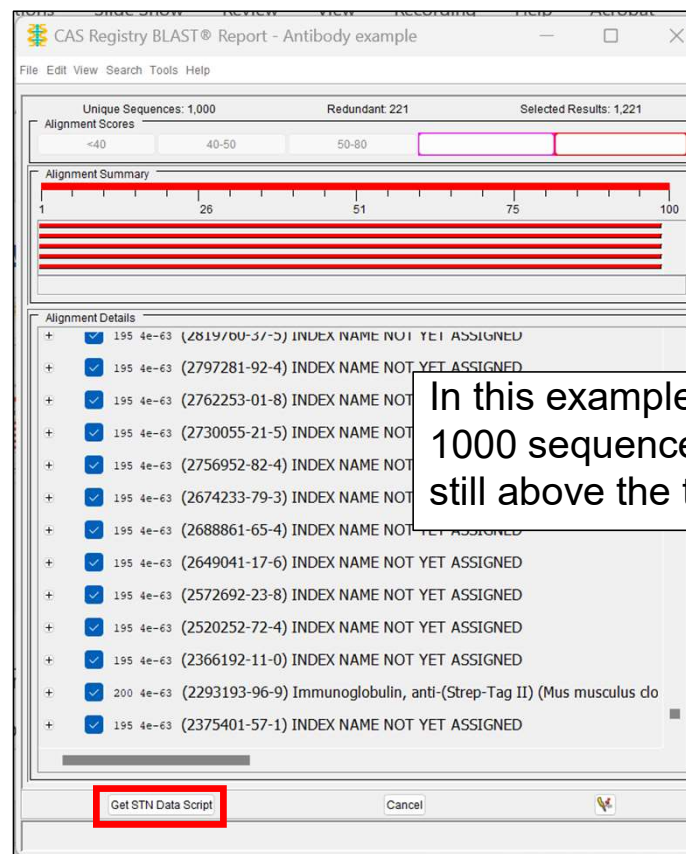 Slide Show Review View Recording Help Acrobat
CAS Registry BLAST® Report - Antibody example
File Edit View Search Tools Help
Unique Sequences: 1,000 Redundant: 221 Selected Results: 1,221
Alignment Scores
<40 40-50 50-80
Alignment Summary
1 26 51 75 100
Alignment Details
+ 195 4e-63 (2819760-37-5) INDEX NAME NOT YET ASSIGNED
+ 195 4e-63 (2797281-92-4) INDEX NAME NOT YET ASSIGNED
+ 195 4e-63 (2762253-01-8) INDEX NAME NOT
+ 195 4e-63 (2730055-21-5) INDEX NAME NOT
+ 195 4e-63 (2756952-82-4) INDEX NAME NOT
+ 195 4e-63 (2674233-79-3) INDEX NAME NOT
+ 195 4e-63 (2688861-65-4) INDEX NAME NOT YET ASSIGNED
+ 195 4e-63 (2649041-17-6) INDEX NAME NOT YET ASSIGNED
+ 195 4e-63 (2572692-23-8) INDEX NAME NOT YET ASSIGNED
+ 195 4e-63 (2520252-72-4) INDEX NAME NOT YET ASSIGNED
+ 195 4e-63 (2366192-11-0) INDEX NAME NOT YET ASSIGNED
+ 200 4e-63 (2293193-96-9) Immunoglobulin, anti-(Strep-Tag II) (Mus musculus clo
+ 195 4e-63 (2375401-57-1) INDEX NAME NOT YET ASSIGNED
In this example
1000 sequence
still above the
Get STN Data Script Cancel